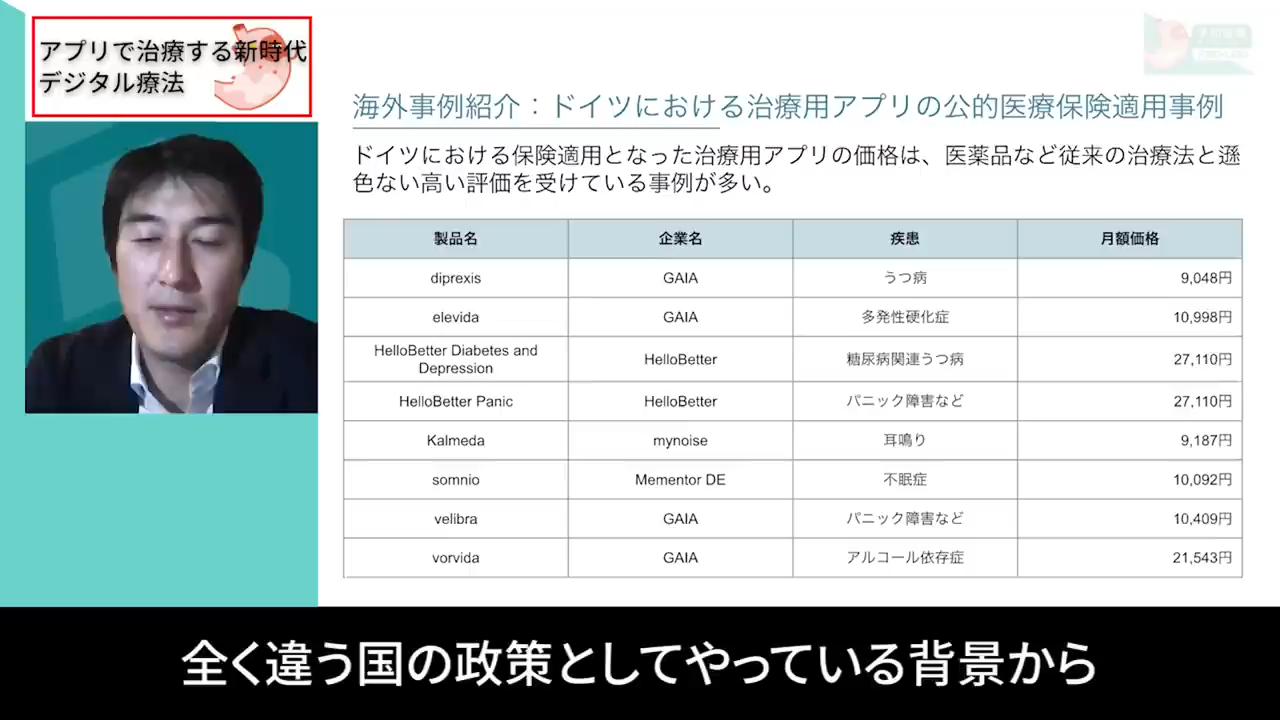 アプリで治療する新時代
デジタル療法
海外事例紹介：ドイツにおける治療用アプリの公的医療保険適用事例
ドイツにおける保険適用となった治療用アプリの価格は、医薬品など従来の治療法と遜
色ない高い評価を受けている事例が多い。
製品名 企業名 疾患 月額価格
diprexis GAIA うつ病 9,048円
elevida GAIA 多発性硬化症 10,998円
HelloBetter Diabetes and
Depression HelloBetter 糖尿病関連うつ病 27,110円
HelloBetter Panic HelloBetter パニック障害など 27,110円
Kalmeda mynoise 耳鳴り 9,187円
somnio Mementor DE 不眠症 10,092円
velibra GAIA パニック障害など 10,409円
vorvida GAIA アルコール依存症 21,543円
全く違う国の政策としてやっている背景から